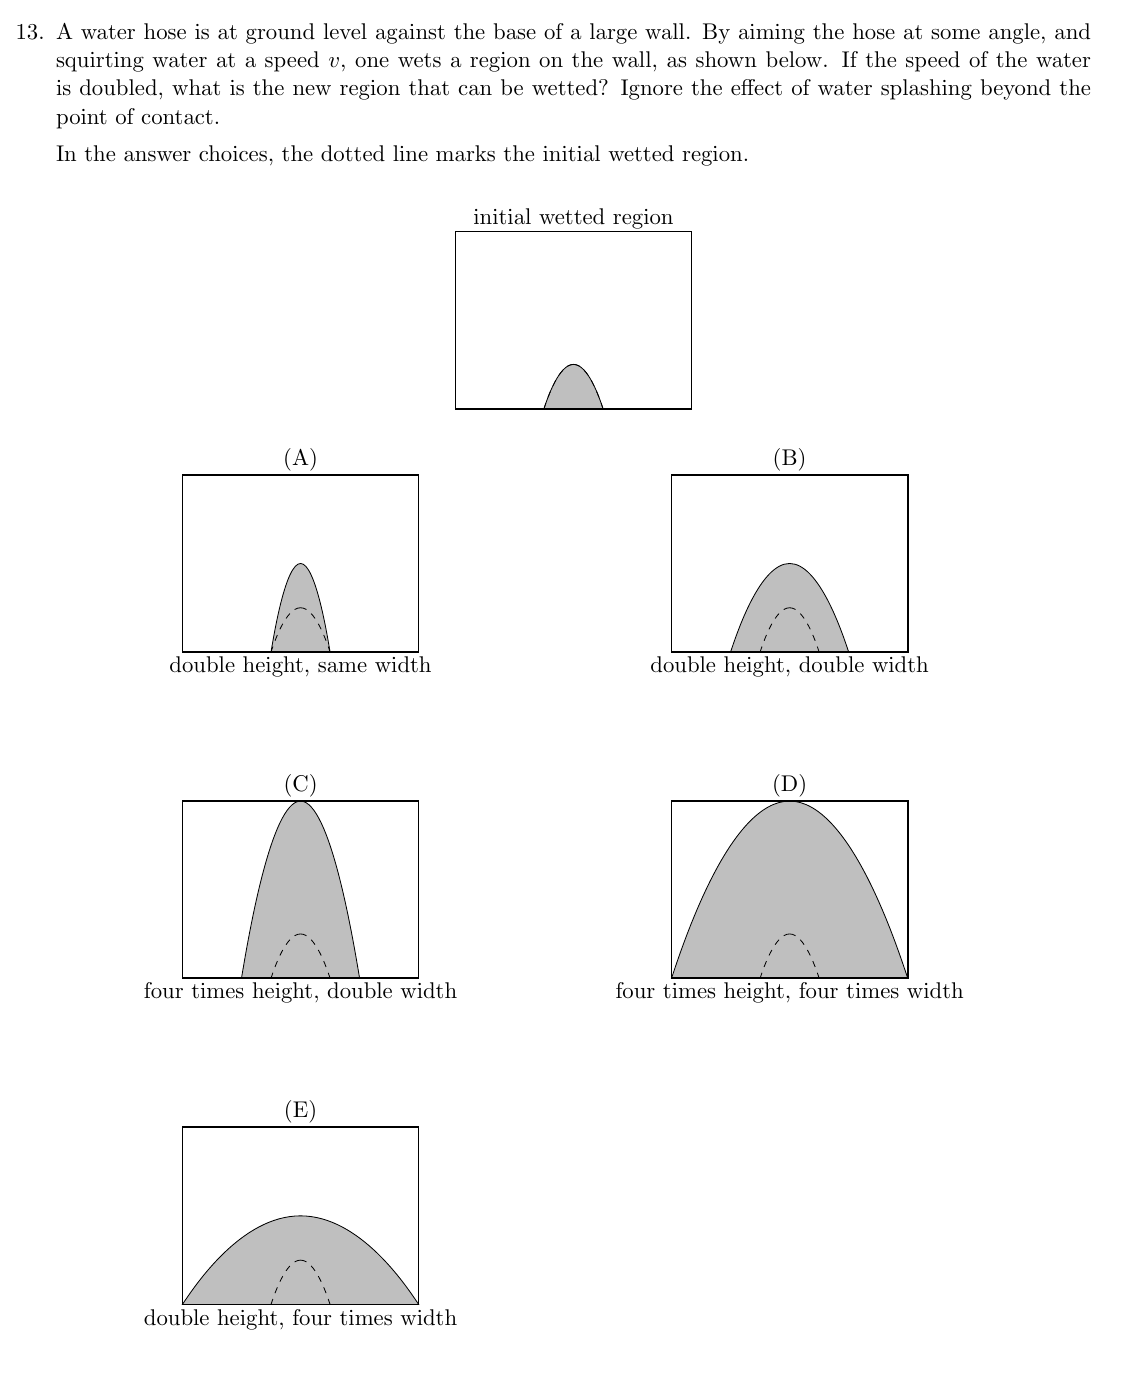 13. A water hose is at ground level against the base of a large wall. By aiming the hose at some angle, and
squirting water at a speed v, one wets a region on the wall, as shown below. If the speed of the water
is doubled, what is the new region that can be wetted? Ignore the effect of water splashing beyond the
point of contact.
In the answer choices, the dotted line marks the initial wetted region.
initial wetted region
(A)
(B)
double height, same width
double height, double width
(C)
(D)
four times height, double width
four times height, four times width
(E)
double height, four times width